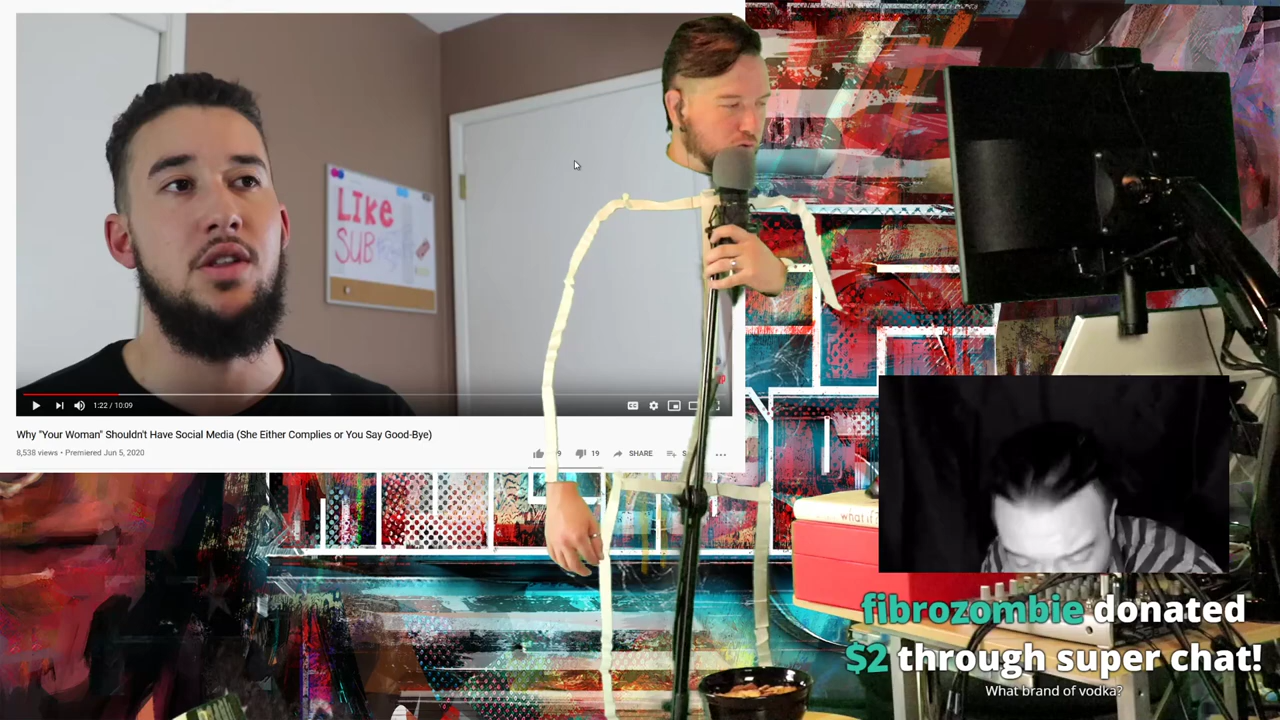 LIKE
SUB
1:22 / 10:09
Why "Your Woman" Shouldn't Have Social Media (She Either Complies or You Say Good-Bye)
8,538 views • Premiered Jun 5, 2020
19
SHARE
what if
fibrozombie donated
$2 through super chat!
What brand of vodka?